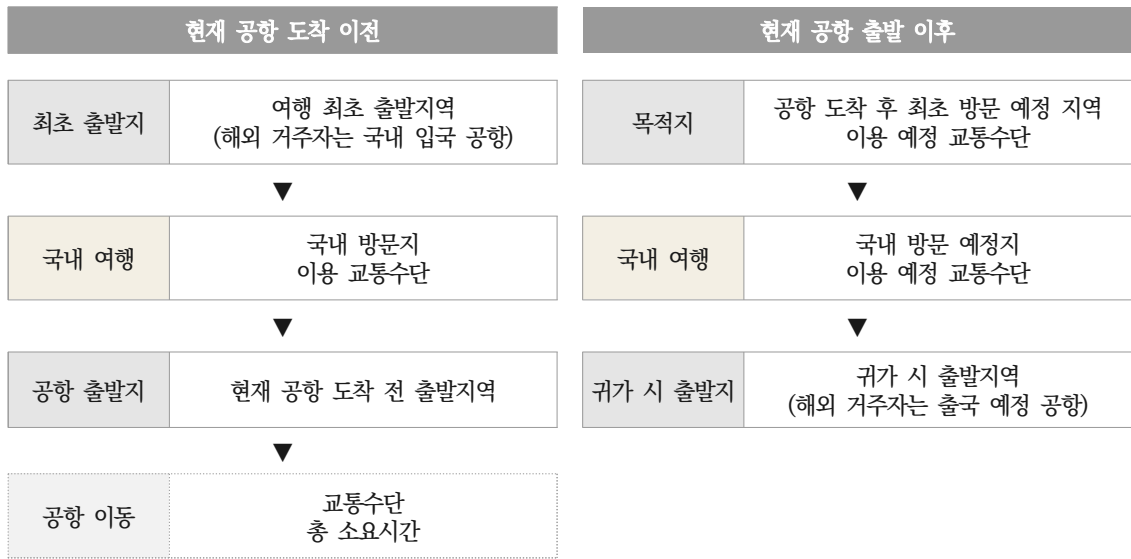 현재 공항 도착 이전
최초 출발지
여행 최초 출발지역
(해외 거주자는 국내 입국 공항)
▼
국내 여행
국내 방문지
이용 교통수단
▼
공항 출발지
현재 공항 도착 전 출발지역
▼
공항 이동
교통수단
총 소요시간
현재 공항 출발 이후
목적지
공항 도착 후 최초 방문 예정 지역
이용 예정 교통수단
▼
국내 여행
국내 방문 예정지
이용 예정 교통수단
▼
귀가 시 출발지
귀가 시 출발지역
(해외 거주자는 출국 예정 공항)